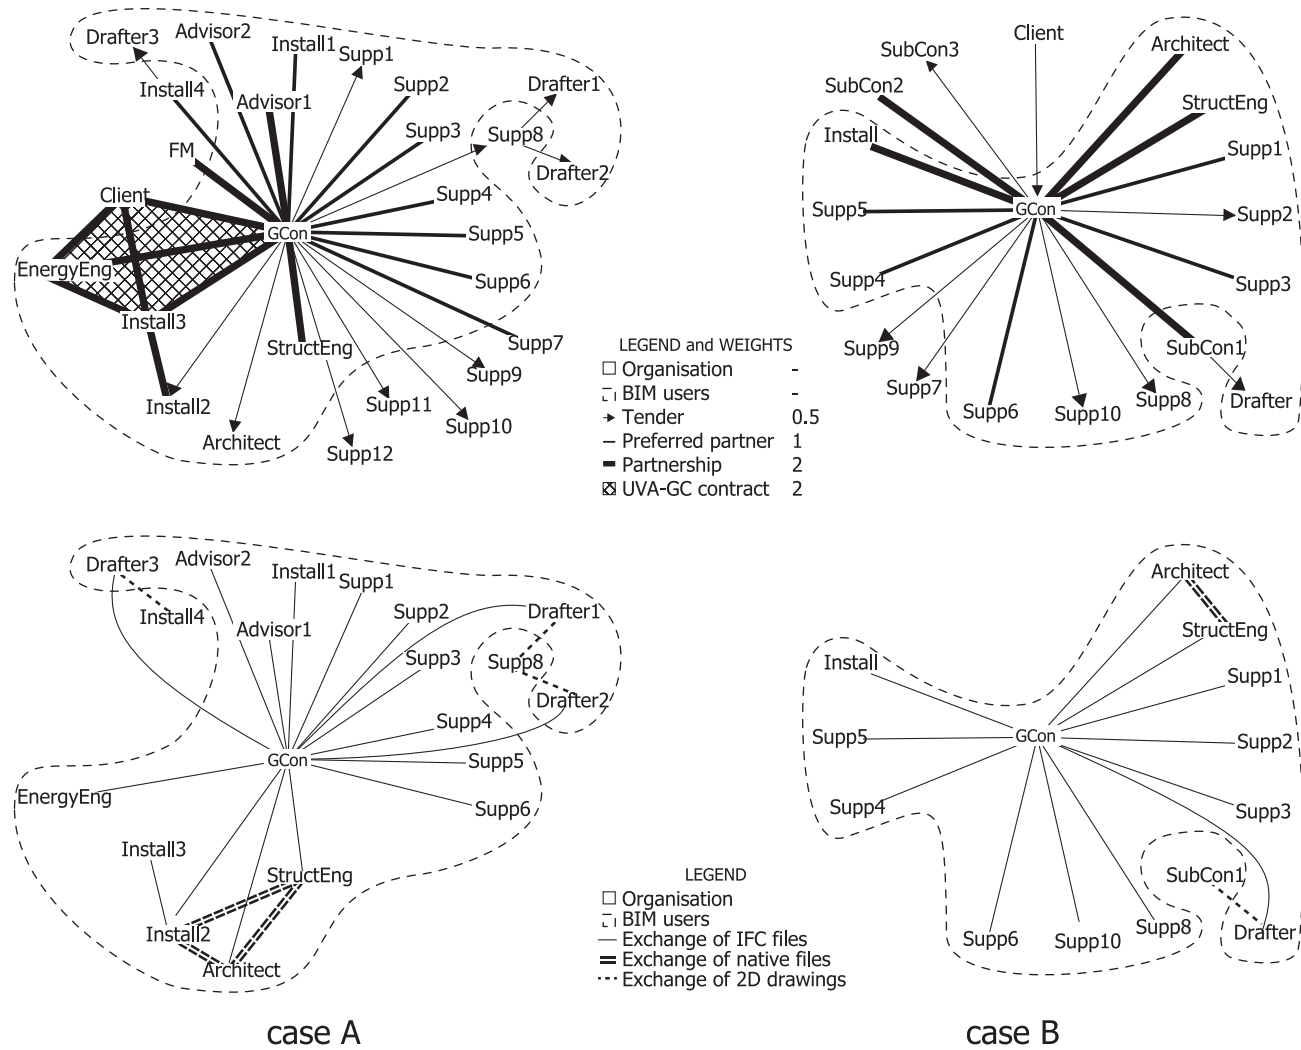 Drafter3
Advisor2
Install1
Supp1
Install4
Advisor1
Supp2
Drafter1
FM
Supp3
Supp8
Drafter2
Client
Supp4
GCon
Supp5
EnergyEng
Supp6
Install3
StructEng
Supp7
Supp9
Install2
Supp11
Supp10
Architect
Supp12
LEGEND and WEIGHTS
Organisation -
BIM users -
Tender 0.5
Preferred partner 1
Partnership 2
UVA-GC contract 2
SubCon3
Client
Architect
SubCon2
StructEng
Install
Supp1
Supp5
GCon
Supp2
Supp4
Supp3
Supp9
SubCon1
Supp7
Supp6
Supp10
Supp8
Drafter
Drafter3
Advisor2
Install1
Supp1
Install4
Advisor1
Supp2
Drafter1
Supp3
Supp8
Drafter2
Supp4
GCon
Supp5
EnergyEng
Supp6
Install3
StructEng
Install2
Architect
LEGEND
Organisation
BIM users
Exchange of IFC files
Exchange of native files
Exchange of 2D drawings
Architect
StructEng
Install
Supp1
Supp5
GCon
Supp2
Supp4
Supp3
SubCon1
Supp6
Supp10
Supp8
Drafter
case A
case B